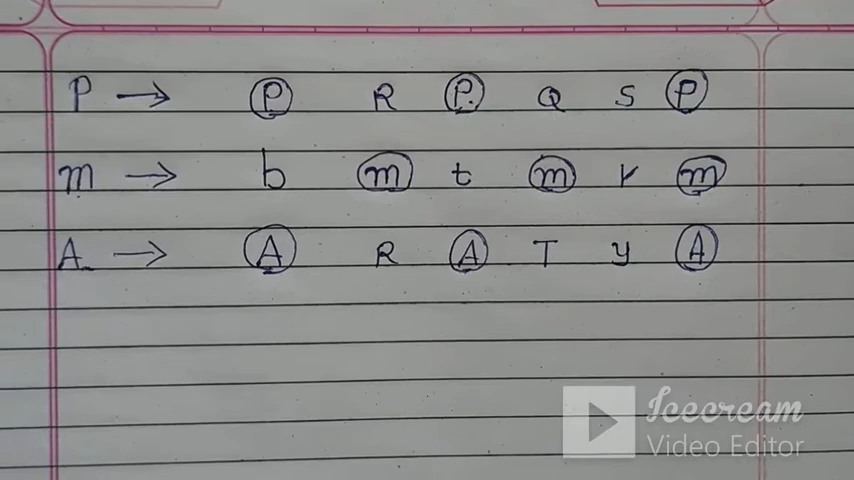 P → P R P Q S P
m → b m t m r m
A → A R A T y A
Icecream
Video Editor